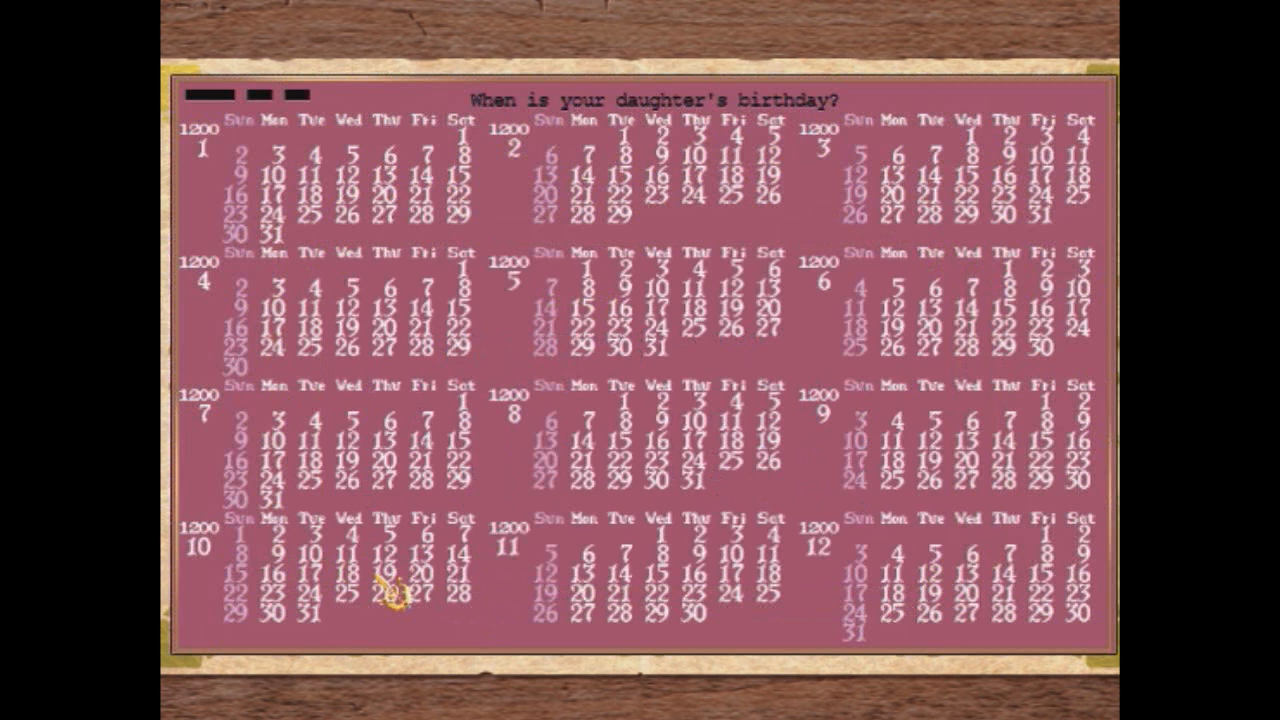 When is your daughter's birthday?
1200
1
Sun Mon Tue Wed Thu Fri Sat
1
2 3 4 5 6 7 8
9 10 11 12 13 14 15
16 17 18 19 20 21 22
23 24 25 26 27 28 29
30 31
1200
2
Sun Mon Tue Wed Thu Fri Sat
1 2 3 4 5
6 7 8 9 10 11 12
13 14 15 16 17 18 19
20 21 22 23 24 25 26
27 28 29
1200
3
Sun Mon Tue Wed Thu Fri Sat
1 2 3 4
5 6 7 8 9 10 11
12 13 14 15 16 17 18
19 20 21 22 23 24 25
26 27 28 29 30 31
1200
4
Sun Mon Tue Wed Thu Fri Sat
1
2 3 4 5 6 7 8
9 10 11 12 13 14 15
16 17 18 19 20 21 22
23 24 25 26 27 28 29
30
1200
5
Sun Mon Tue Wed Thu Fri Sat
1 2 3 4 5 6
7 8 9 10 11 12 13
14 15 16 17 18 19 20
21 22 23 24 25 26 27
28 29 30 31
1200
6
Sun Mon Tue Wed Thu Fri Sat
1 2 3
4 5 6 7 8 9 10
11 12 13 14 15 16 17
18 19 20 21 22 23 24
25 26 27 28 29 30
1200
7
Sun Mon Tue Wed Thu Fri Sat
1
2 3 4 5 6 7 8
9 10 11 12 13 14 15
16 17 18 19 20 21 22
23 24 25 26 27 28 29
30 31
1200
8
Sun Mon Tue Wed Thu Fri Sat
1 2 3 4 5
6 7 8 9 10 11 12
13 14 15 16 17 18 19
20 21 22 23 24 25 26
27 28 29 30 31
1200
9
Sun Mon Tue Wed Thu Fri Sat
1 2
3 4 5 6 7 8 9
10 11 12 13 14 15 16
17 18 19 20 21 22 23
24 25 26 27 28 29 30
1200
10
Sun Mon Tue Wed Thu Fri Sat
1 2 3 4 5 6 7
8 9 10 11 12 13 14
15 16 17 18 19 20 21
22 23 24 25 26 27 28
29 30 31
1200
11
Sun Mon Tue Wed Thu Fri Sat
1 2 3 4
5 6 7 8 9 10 11
12 13 14 15 16 17 18
19 20 21 22 23 24 25
26 27 28 29 30
1200
12
Sun Mon Tue Wed Thu Fri Sat
1 2
3 4 5 6 7 8 9
10 11 12 13 14 15 16
17 18 19 20 21 22 23
24 25 26 27 28 29 30
31